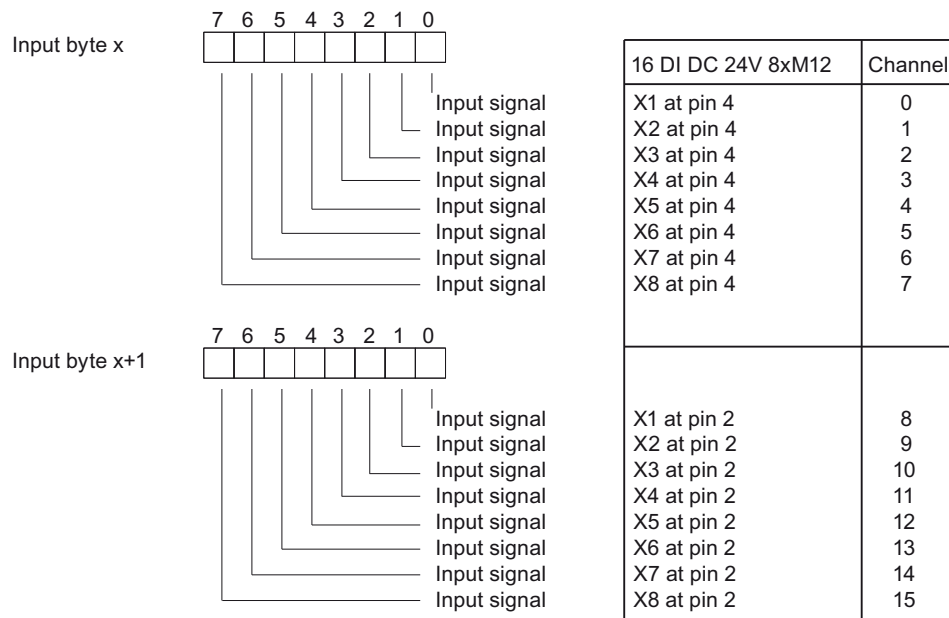 7 6 5 4 3 2 1 0
Input byte x
16 DI DC 24V 8xM12 Channel
Input signal X1 at pin 4 0
Input signal X2 at pin 4 1
Input signal X3 at pin 4 2
Input signal X4 at pin 4 3
Input signal X5 at pin 4 4
Input signal X6 at pin 4 5
Input signal X7 at pin 4 6
Input signal X8 at pin 4 7
7 6 5 4 3 2 1 0
Input byte x+1
Input signal X1 at pin 2 8
Input signal X2 at pin 2 9
Input signal X3 at pin 2 10
Input signal X4 at pin 2 11
Input signal X5 at pin 2 12
Input signal X6 at pin 2 13
Input signal X7 at pin 2 14
Input signal X8 at pin 2 15